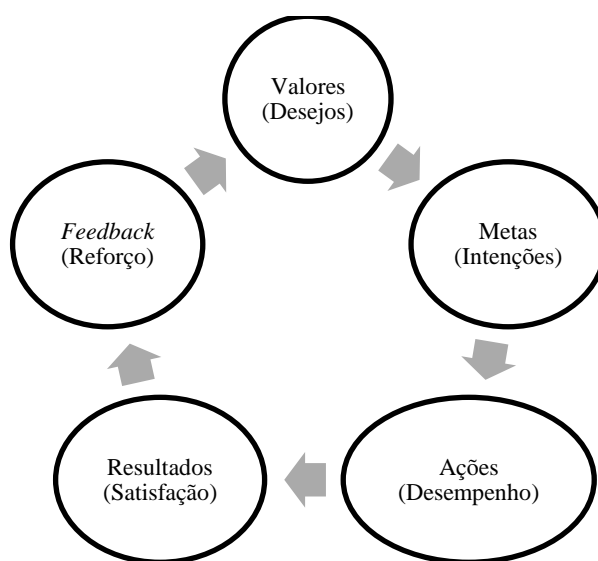 Valores
(Desejos)
Metas
(Intenções)
Ações
(Desempenho)
Resultados
(Satisfação)
Feedback
(Reforço)